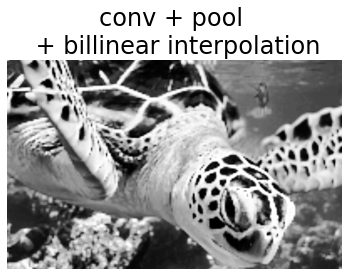 conv + pool
+ billinear interpolation